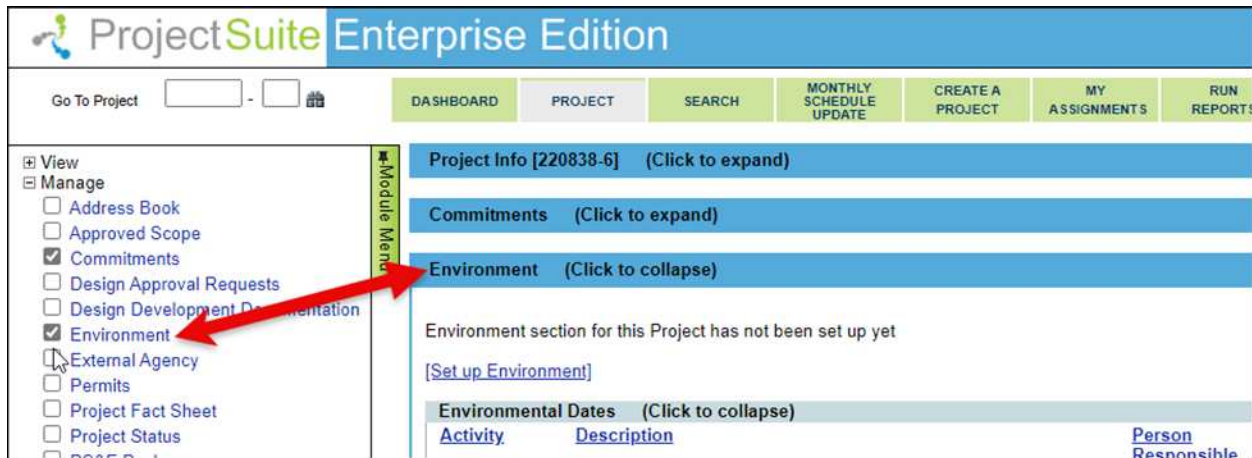 ProjectSuite Enterprise Edition
Go To Project -
DASHBOARD
PROJECT
SEARCH
MONTHLY SCHEDULE UPDATE
CREATE A PROJECT
MY ASSIGNMENTS
RUN REPORTS
View
Manage
Address Book
Approved Scope
Commitments
Design Approval Requests
Design Development
Environment
External Agency
Permits
Project Fact Sheet
Project Status
Module
Project Info [220838-6] (Click to expand)
Commitments (Click to expand)
Environment (Click to collapse)
Environment section for this Project has not been set up yet
[Set up Environment]
Environmental Dates (Click to collapse)
Activity Description Person Responsible